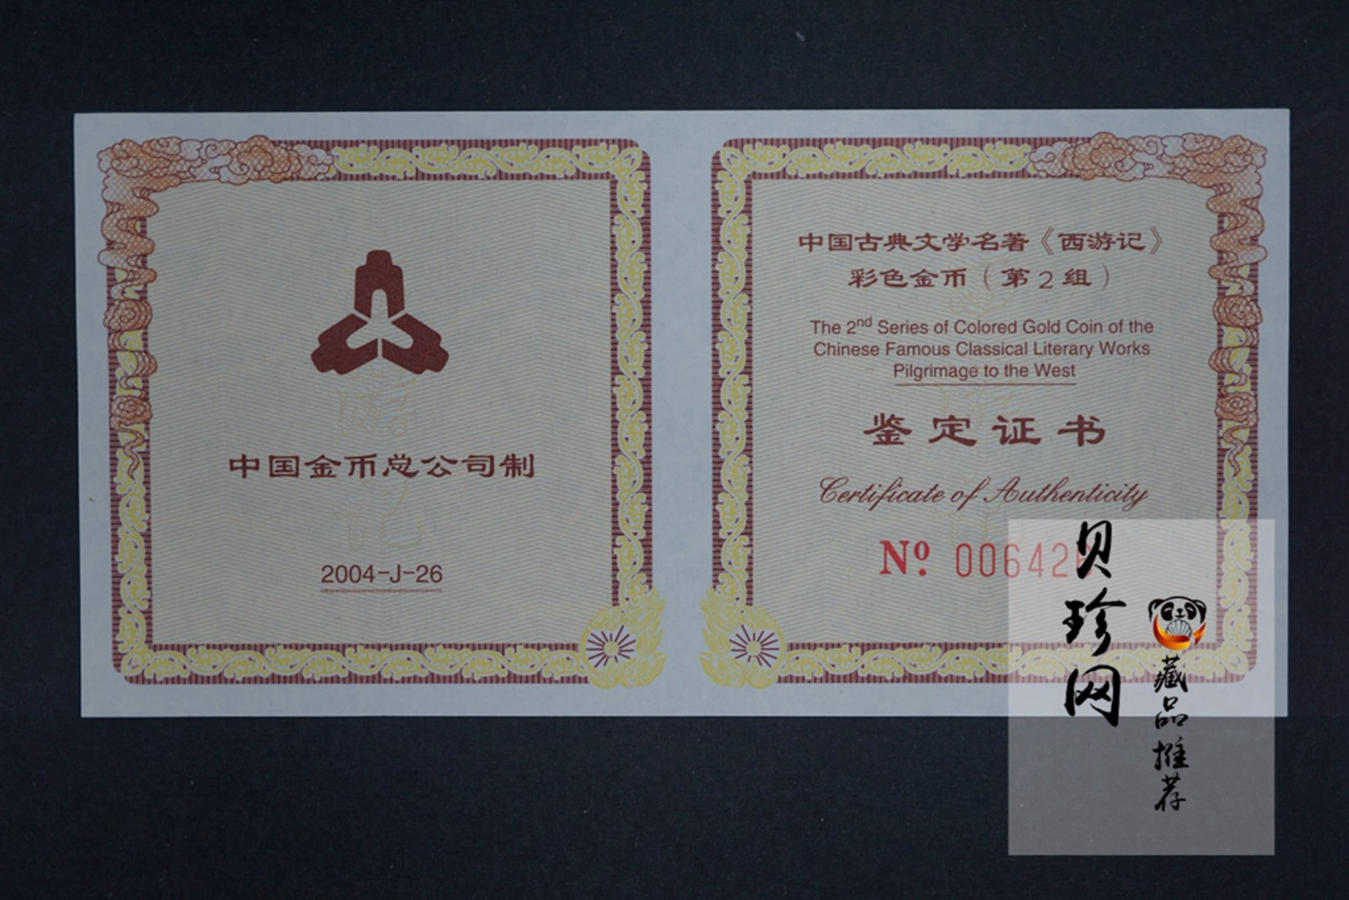 中国金币总公司制
2004-J-26
中国古典文学名著《西游记》
彩色金币（第2组）
The 2nd Series of Colored Gold Coin of the
Chinese Famous Classical Literary Works
Pilgrimage to the West
鉴定证书
Certificate of Authenticity
贝珍网
藏品推荐